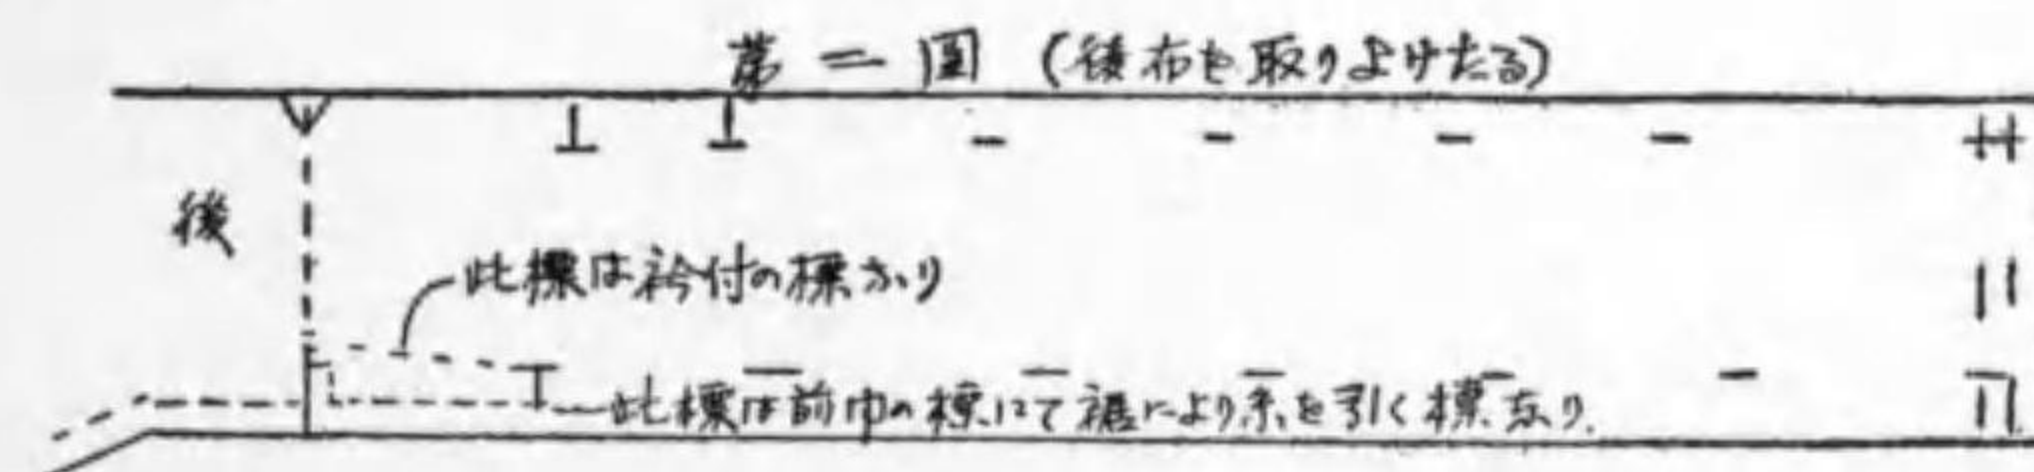 第二圖(後布を取りよけたる)
後
此標は衿付の標なり
此標は前巾の標にて裾により糸を引く標なり.